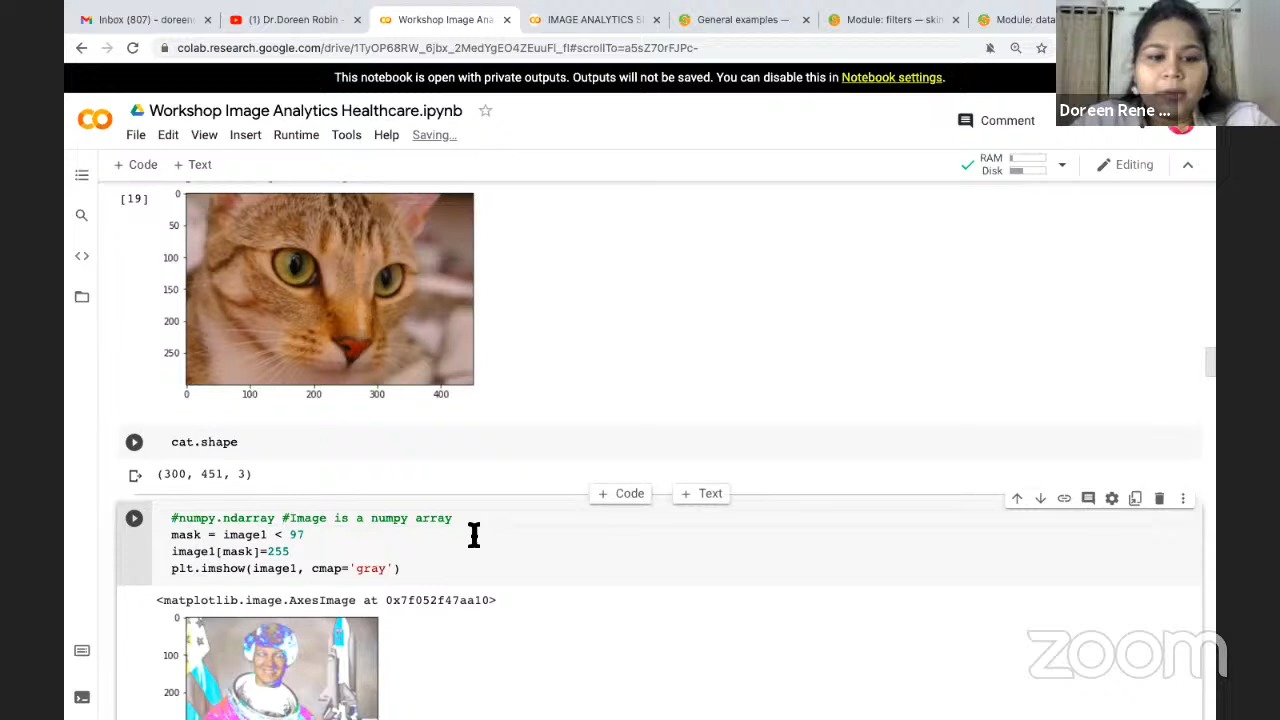 Inbox (807) - doreen
(1) Dr.Doreen Robin -
Workshop Image Ana
IMAGE ANALYTICS S
General examples —
Module: filters — skin
Module: data
colab.research.google.com/drive/1TyOP68RW_6jbx_2MedYgEO4ZEuuFl_fI#scrollTo=a5sZ70rFJPc-
This notebook is open with private outputs. Outputs will not be saved. You can disable this in Notebook settings.
Doreen Rene ...
Workshop Image Analytics Healthcare.ipynb
Comment
File Edit View Insert Runtime Tools Help Saving...
+ Code + Text
RAM
Disk
Editing
[19]
0
50
100
150
200
250
0 100 200 300 400
cat.shape
(300, 451, 3)
+ Code + Text
#numpy.ndarray #Image is a numpy array
mask = image1 < 97
image1[mask]=255
plt.imshow(image1, cmap='gray')
<matplotlib.image.AxesImage at 0x7f052f47aa10>
0
100
200
zoom